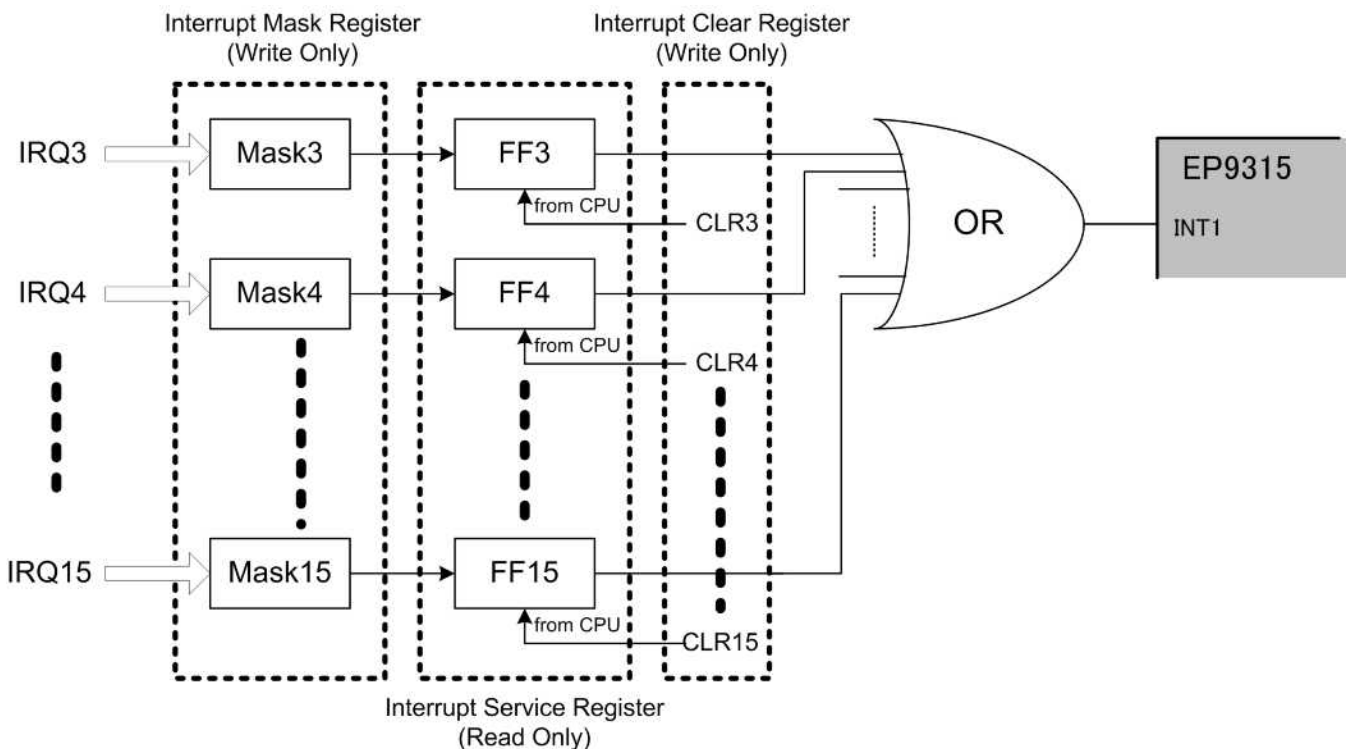 Interrupt Mask Register
(Write Only)
Interrupt Clear Register
(Write Only)
IRQ3
Mask3
FF3
from CPU
CLR3
OR
EP9315
INT1
IRQ4
Mask4
FF4
from CPU
CLR4
IRQ15
Mask15
FF15
from CPU
CLR15
Interrupt Service Register
(Read Only)